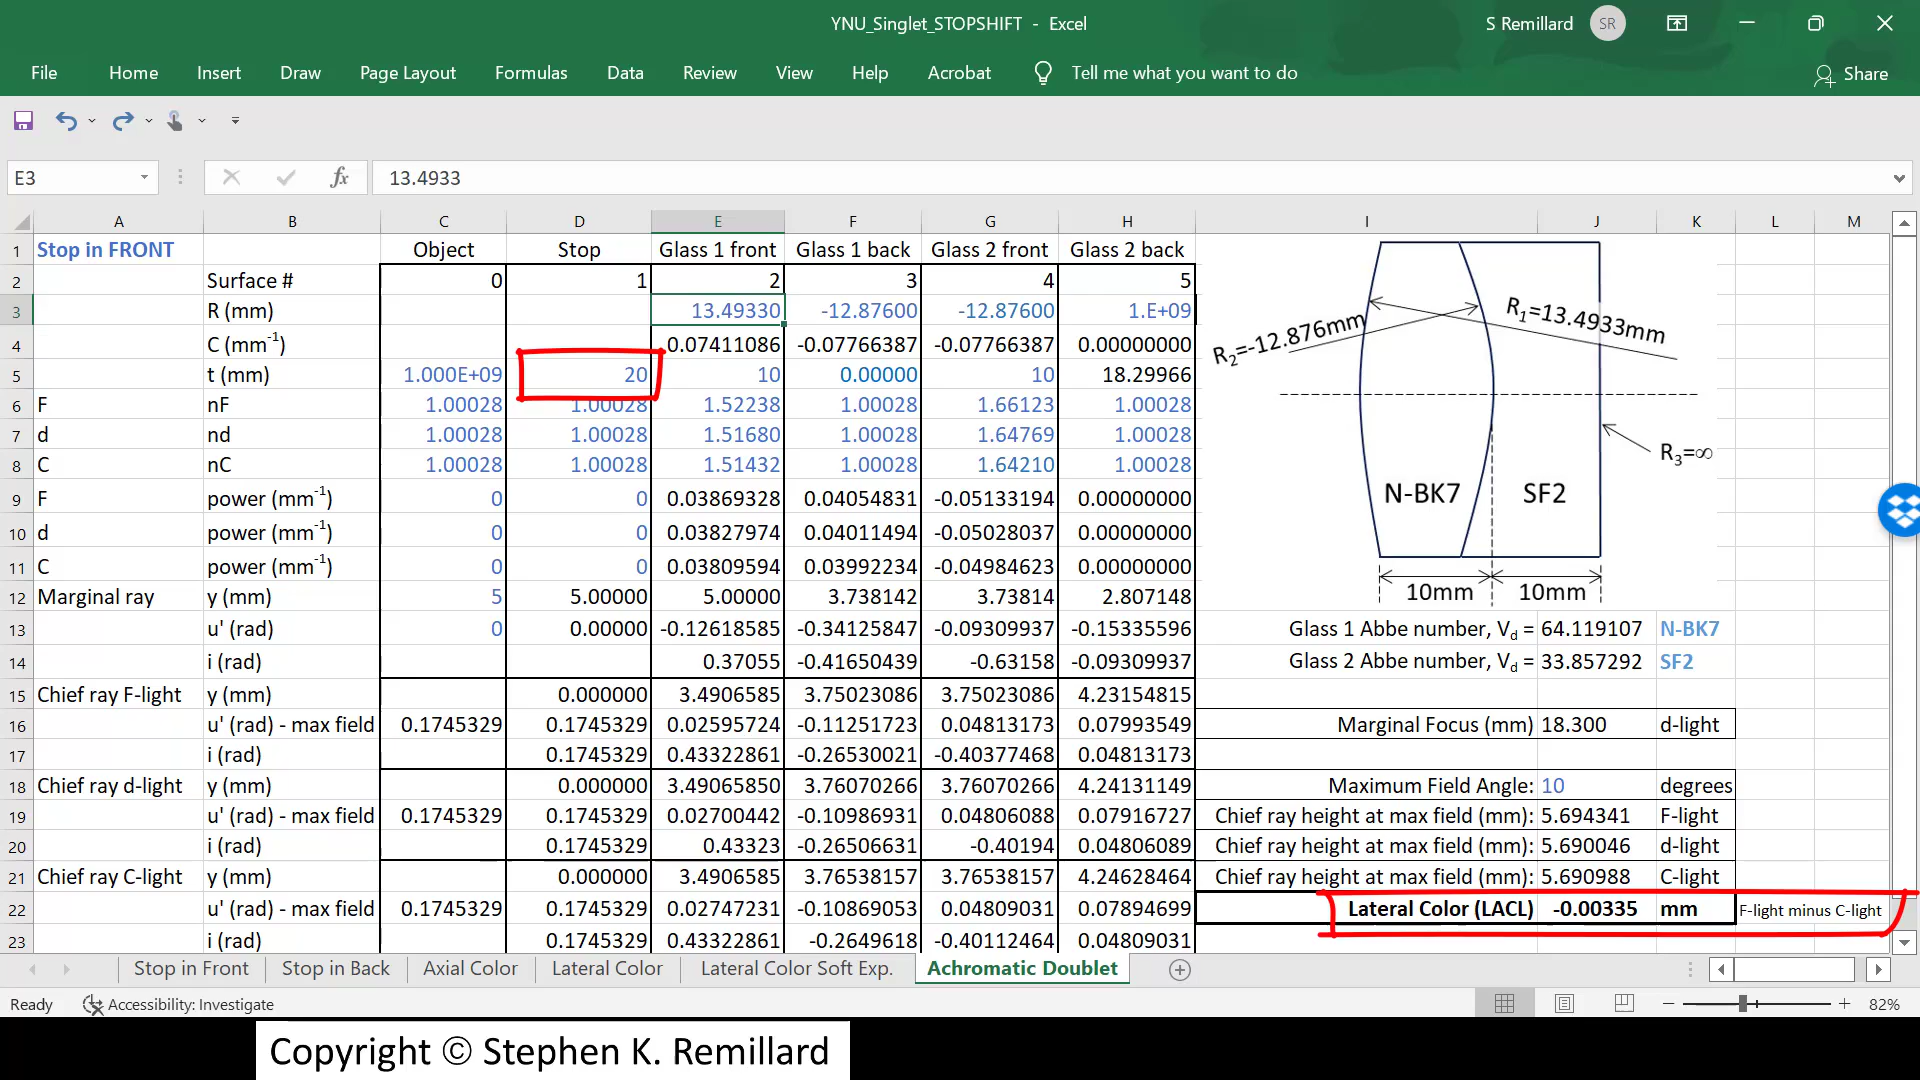 YNU_Singlet_STOPSHIFT - Excel
S Remillard SR
File Home Insert Draw Page Layout Formulas Data Review View Help Acrobat Tell me what you want to do Share
E3 fx 13.4933
A B C D E F G H I J K L M
1 Stop in FRONT Object Stop Glass 1 front Glass 1 back Glass 2 front Glass 2 back
2 Surface # 0 1 2 3 4 5
3 R (mm) 13.49330 -12.87600 -12.87600 1.E+09
4 C (mm-1) 0.07411086 -0.07766387 -0.07766387 0.00000000
5 t (mm) 1.000E+09 20 10 0.00000 10 18.29966
6 F nF 1.00028 1.00028 1.52238 1.00028 1.66123 1.00028
7 d nd 1.00028 1.00028 1.51680 1.00028 1.64769 1.00028
8 C nC 1.00028 1.00028 1.51432 1.00028 1.64210 1.00028
9 F power (mm-1) 0 0 0.03869328 0.04054831 -0.05133194 0.00000000
10 d power (mm-1) 0 0 0.03827974 0.04011494 -0.05028037 0.00000000
11 C power (mm-1) 0 0 0.03809594 0.03992234 -0.04984623 0.00000000
12 Marginal ray y (mm) 5 5.00000 5.00000 3.738142 3.73814 2.807148
13 u' (rad) 0 0.00000 -0.12618585 -0.34125847 -0.09309937 -0.15335596
14 i (rad) 0.37055 -0.41650439 -0.63158 -0.09309937
15 Chief ray F-light y (mm) 0.000000 3.4906585 3.75023086 3.75023086 4.23154815
16 u' (rad) - max field 0.1745329 0.1745329 0.02595724 -0.11251723 0.04813173 0.07993549
17 i (rad) 0.1745329 0.43322861 -0.26530021 -0.40377468 0.04813173
18 Chief ray d-light y (mm) 0.000000 3.49065850 3.76070266 3.76070266 4.24131149
19 u' (rad) - max field 0.1745329 0.1745329 0.02700442 -0.10986931 0.04806088 0.07916727
20 i (rad) 0.1745329 0.43323 -0.26506631 -0.40194 0.04806089
21 Chief ray C-light y (mm) 0.000000 3.4906585 3.76538157 3.76538157 4.24628464
22 u' (rad) - max field 0.1745329 0.1745329 0.02747231 -0.10869053 0.04809031 0.07894699
23 i (rad) 0.1745329 0.43322861 -0.2649618 -0.40112464 0.04809031
R2=-12.876mm
R1=13.4933mm
R3=∞
N-BK7 SF2
10mm 10mm
Glass 1 Abbe number, Vd = 64.119107 N-BK7
Glass 2 Abbe number, Vd = 33.857292 SF2
Marginal Focus (mm) 18.300 d-light
Maximum Field Angle: 10 degrees
Chief ray height at max field (mm): 5.694341 F-light
Chief ray height at max field (mm): 5.690046 d-light
Chief ray height at max field (mm): 5.690988 C-light
Lateral Color (LACL) -0.00335 mm F-light minus C-light
Stop in Front Stop in Back Axial Color Lateral Color Lateral Color Soft Exp. Achromatic Doublet
Ready Accessibility: Investigate 82%
Copyright © Stephen K. Remillard